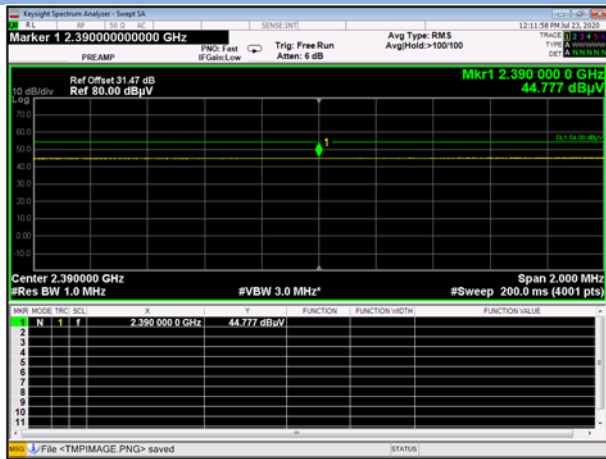 Keysight Spectrum Analyzer - Swept SA
RL RF 50 Ω AC SENSE:INT 12:11:58 PM Jul 23, 2020
Marker 1 2.390000000000 GHz
PREAMP
PNO: Fast
IFGain:Low
Trig: Free Run
Atten: 6 dB
Avg Type: RMS
Avg|Hold:>100/100
TRACE 1 2 3 4 5 6
TYPE A WWWWW
DET A NNNNN
Ref Offset 31.47 dB
Ref 80.00 dBµV
10 dB/div
Log
Mkr1 2.390 000 0 GHz
44.777 dBµV
70.0
60.0
DL1 54.00 dBµV
1
50.0
40.0
30.0
20.0
10.0
0.00
-10.0
Center 2.390000 GHz Span 2.000 MHz
#Res BW 1.0 MHz #VBW 3.0 MHz* #Sweep 200.0 ms (4001 pts)
MKR MODE TRC SCL X Y FUNCTION FUNCTION WIDTH FUNCTION VALUE
1 N 1 f 2.390 000 0 GHz 44.777 dBµV
2
3
4
5
6
7
8
9
10
11
MSG File <TMPIMAGE.PNG> saved STATUS